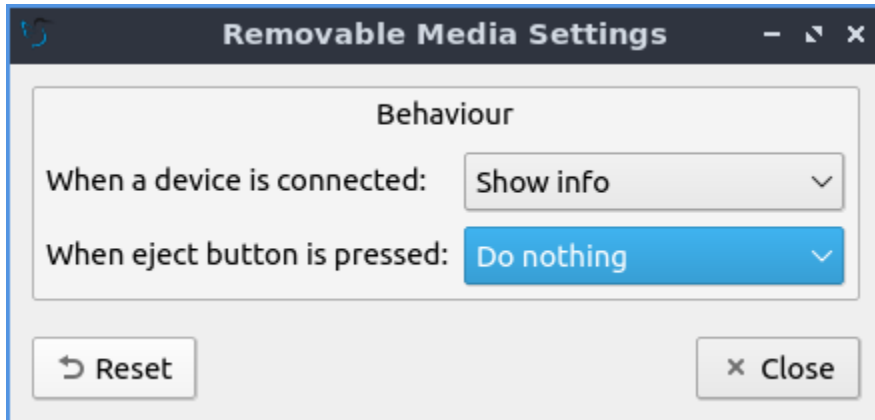 Removable Media Settings
Behaviour
When a device is connected: Show info
When eject button is pressed: Do nothing
Reset Close